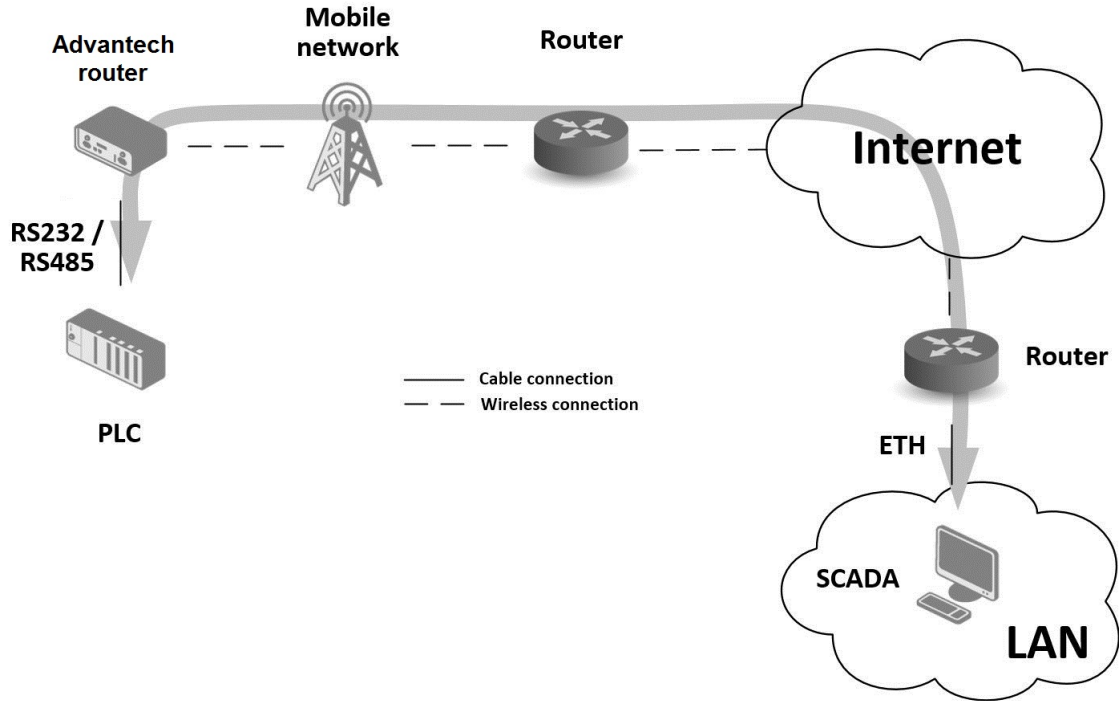 Advantech
router
Mobile
network
Router
Internet
RS232 /
RS485
Router
Cable connection
Wireless connection
PLC
ETH
SCADA
LAN